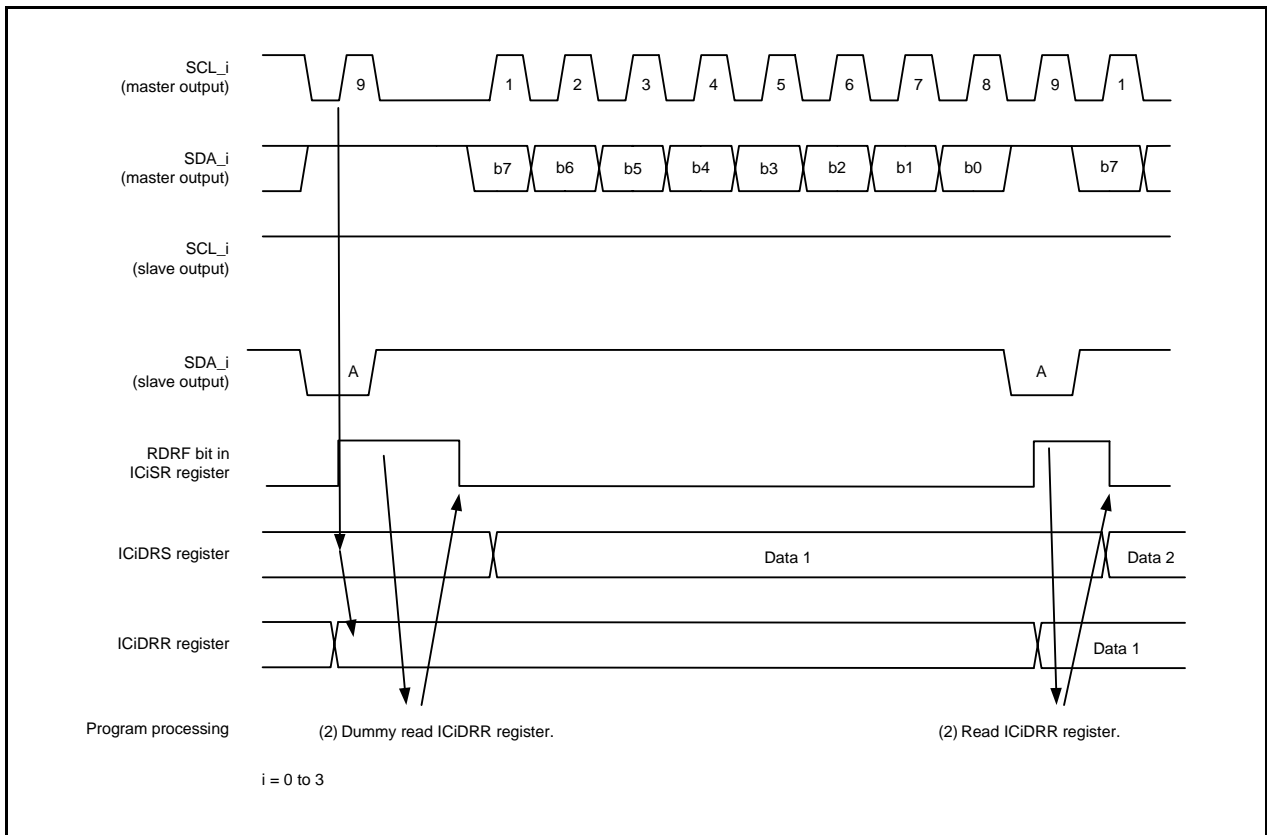 SCL_i
(master output)
9 1 2 3 4 5 6 7 8 9 1
SDA_i
(master output)
b7 b6 b5 b4 b3 b2 b1 b0 b7
SCL_i
(slave output)
SDA_i
(slave output)
A A
RDRF bit in
ICiSR register
ICiDRS register
Data 1 Data 2
ICiDRR register
Data 1
Program processing
(2) Dummy read ICiDRR register. (2) Read ICiDRR register.
i = 0 to 3